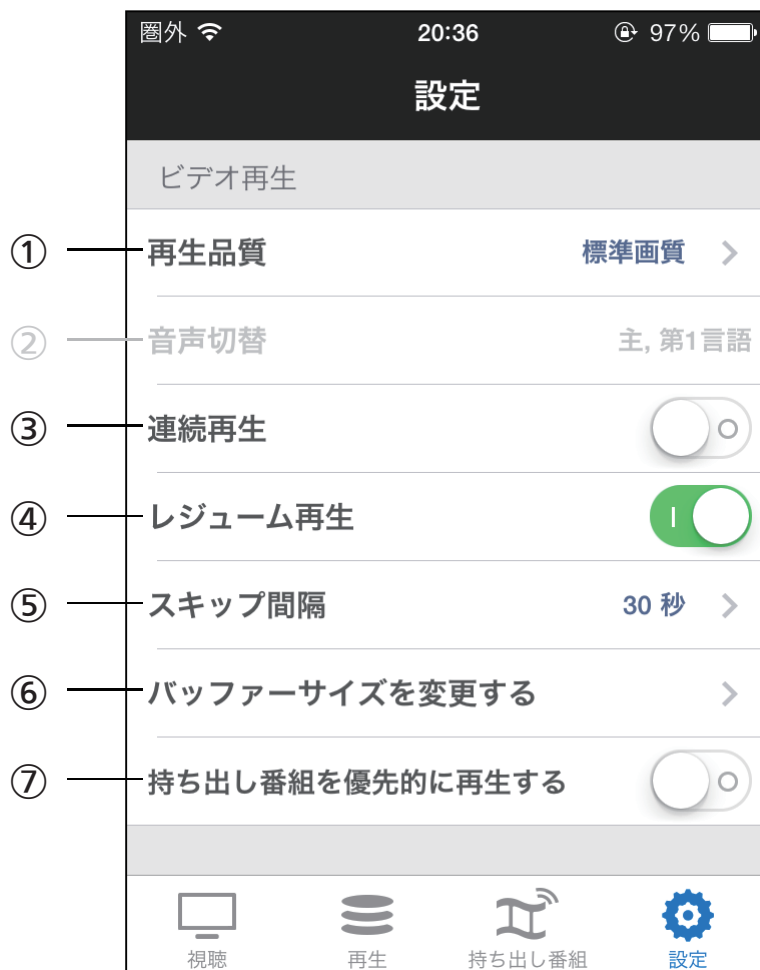 圏外 20:36 97%
設定
ビデオ再生
① 再生品質 標準画質
② 音声切替 主, 第1言語
③ 連続再生
④ レジューム再生
⑤ スキップ間隔 30 秒
⑥ バッファーサイズを変更する
⑦ 持ち出し番組を優先的に再生する
視聴 再生 持ち出し番組 設定